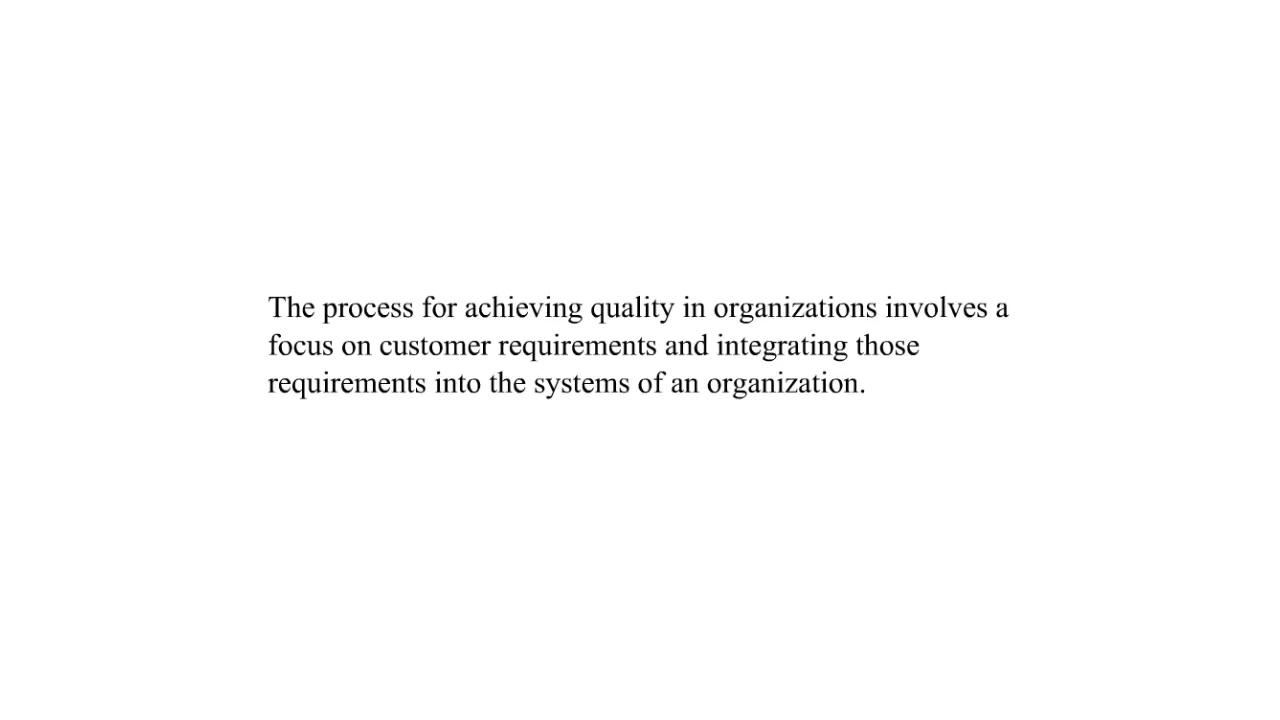 The process for achieving quality in organizations involves a
focus on customer requirements and integrating those
requirements into the systems of an organization.